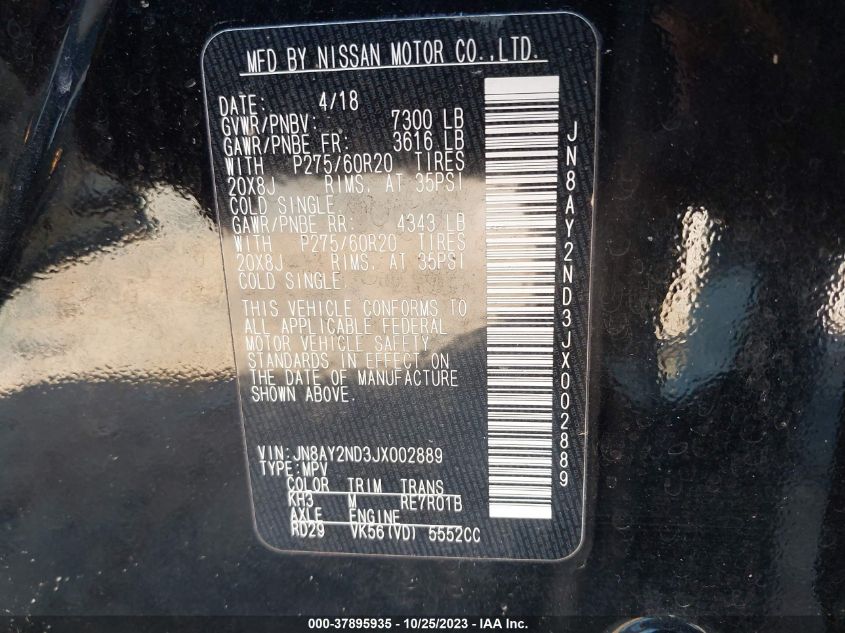 MFD BY NISSAN MOTOR CO.,LTD.
DATE: 4/18
GVWR/PNBV: 7300 LB
GAWR/PNBE FR: 3616 LB
WITH P275/60R20 TIRES
20X8J RIMS, AT 35PSI
COLD SINGLE.
GAWR/PNBE RR: 4343 LB
WITH P275/60R20 TIRES
20X8J RIMS, AT 35PSI
COLD SINGLE.
THIS VEHICLE CONFORMS TO
ALL APPLICABLE FEDERAL
MOTOR VEHICLE SAFETY
STANDARDS IN EFFECT ON
THE DATE OF MANUFACTURE
SHOWN ABOVE.
VIN:JN8AY2ND3JX002889
TYPE:MPV
COLOR TRIM TRANS
KH3 M RE7R01B
AXLE ENGINE
RD29 VK56(VD) 5552CC
JN8AY2ND3JX002889
000-37895935 - 10/25/2023 - IAA Inc.